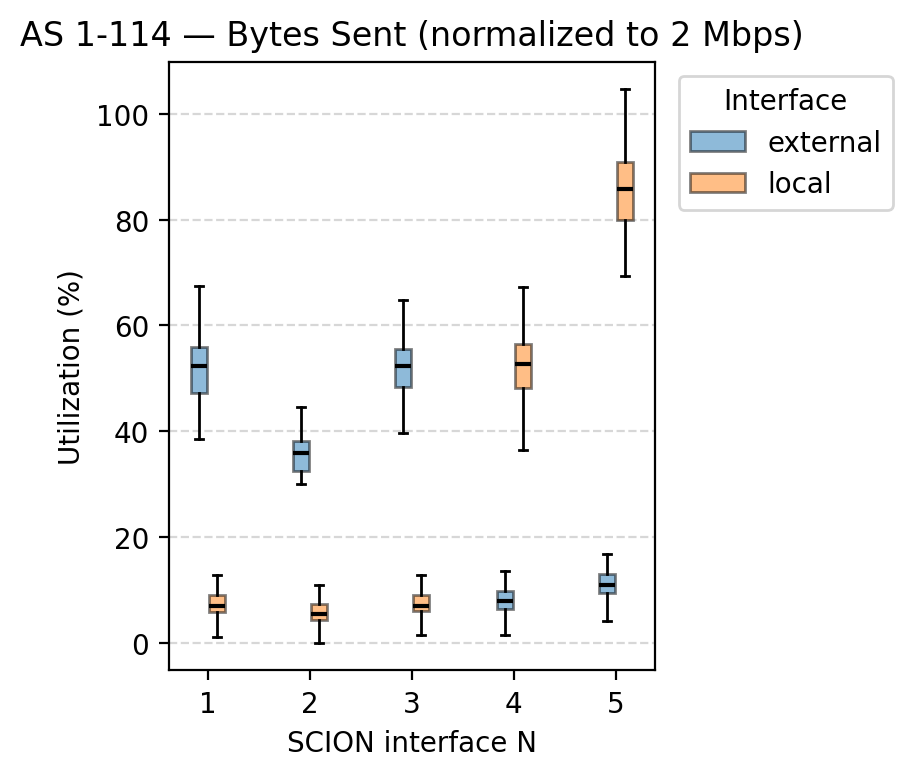 AS 1-114 — Bytes Sent (normalized to 2 Mbps)
Interface
external
local
Utilization (%)
100
80
60
40
20
0
1 2 3 4 5
SCION interface N